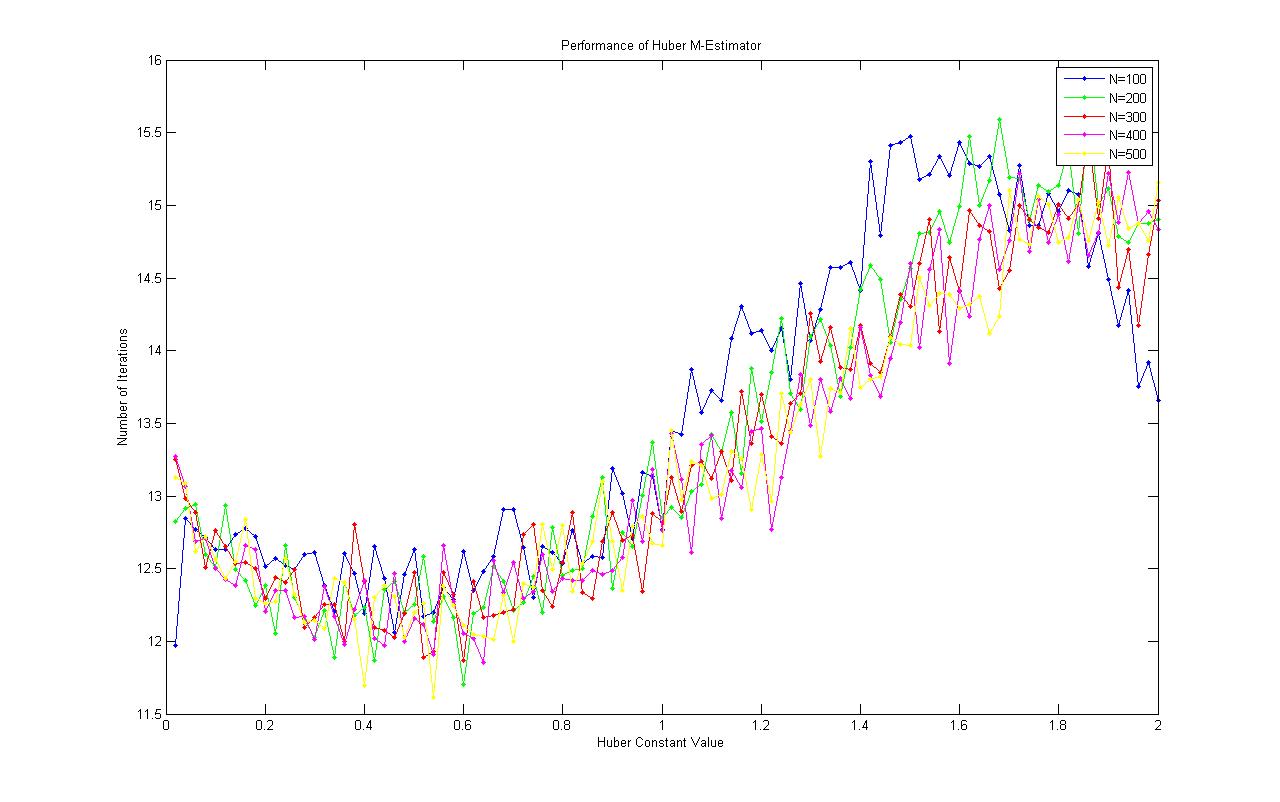 Performance of Huber M-Estimator
16
15.5
15
14.5
14
13.5
13
12.5
12
11.5
Number of Iterations
0 0.2 0.4 0.6 0.8 1 1.2 1.4 1.6 1.8 2
Huber Constant Value
N=100
N=200
N=300
N=400
N=500